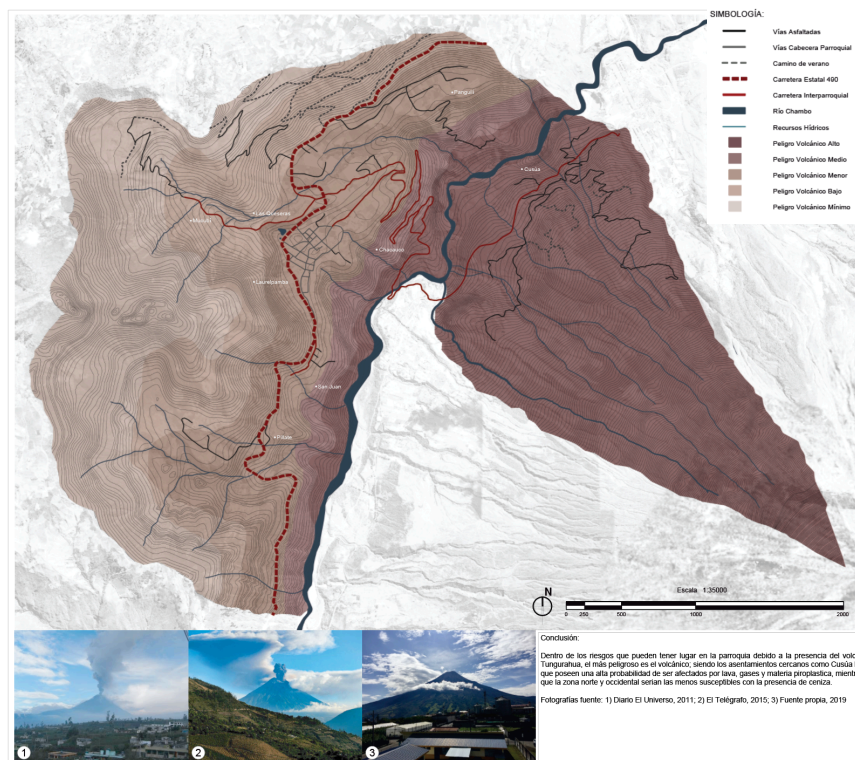 SIMBOLOGÍA:
Vías Asfaltadas
Vías Cabecera Parroquial
Camino de verano
Carretera Estatal 490
Carretera Interparroquial
Río Chambo
Recursos Hídricos
Peligro Volcánico Alto
Peligro Volcánico Medio
Peligro Volcánico Menor
Peligro Volcánico Bajo
Peligro Volcánico Mínimo
Cusúa
Chacauco
Laurelpamba
San Juan
Pitula
N
Escala 1:35000
0 250 500 1000 2000
1
2
3
Conclusión:
Dentro de los riesgos que pueden tener lugar en la parroquia debido a la presencia del volc
Tungurahua, el más peligroso es el volcánico; siendo los asentamientos cercanos como Cusúa
que poseen una alta probabilidad de ser afectados por lava, gases y materia piroplastica, mientr
que la zona norte y occidental serian las menos susceptibles con la presencia de ceniza.
Fotografías fuente: 1) Diario El Universo, 2011; 2) El Telégrafo, 2015; 3) Fuente propia, 2019